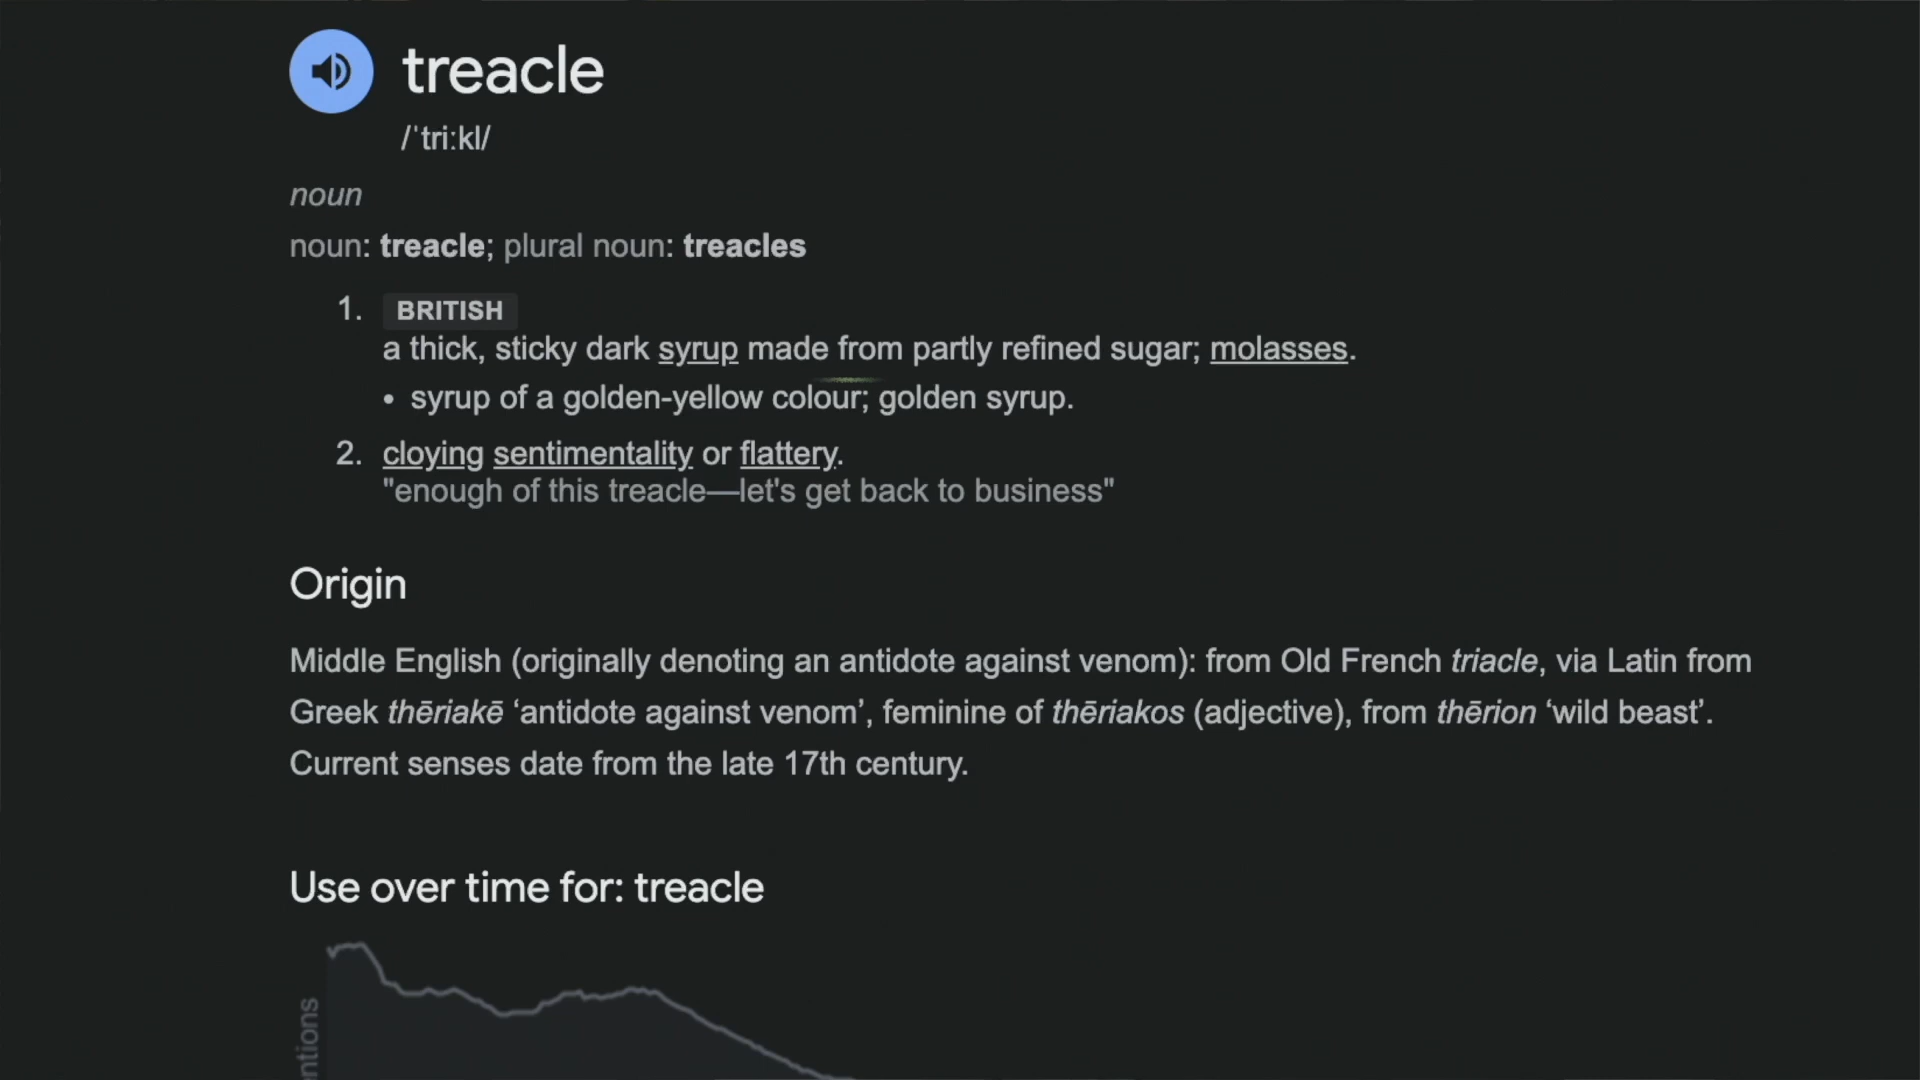 treacle
/ˈtriːkl/
noun
noun: treacle; plural noun: treacles
1. BRITISH
a thick, sticky dark syrup made from partly refined sugar; molasses.
• syrup of a golden-yellow colour; golden syrup.
2. cloying sentimentality or flattery.
"enough of this treacle—let's get back to business"
Origin
Middle English (originally denoting an antidote against venom): from Old French triacle, via Latin from
Greek thēriakē ‘antidote against venom’, feminine of thēriakos (adjective), from thērion ‘wild beast’.
Current senses date from the late 17th century.
Use over time for: treacle